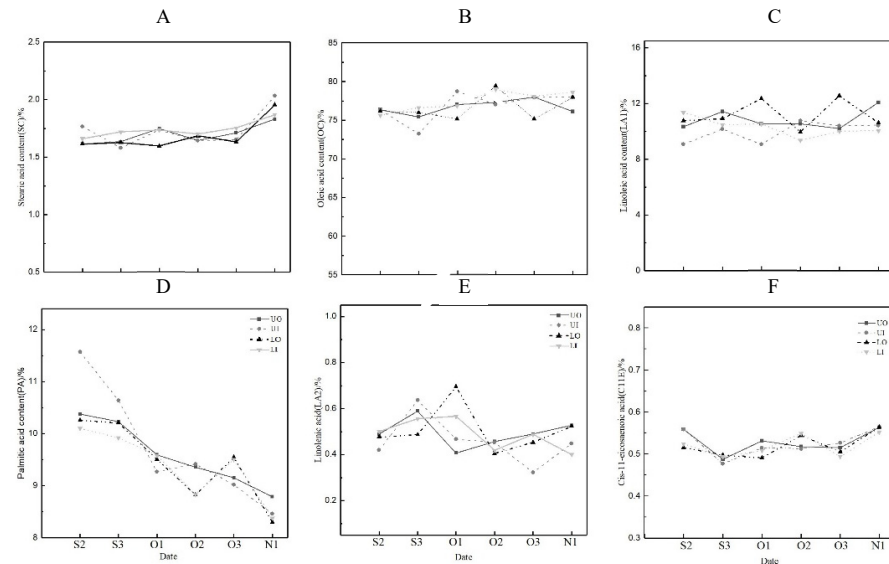 A
B
C
2.5
2.0
1.5
1.0
0.5
Stearic acid content(SC)/%
85
80
75
70
65
60
55
Oleic acid content(OC)/%
16
12
8
4
0
Linoleic acid content(LA1)/%
D
E
F
12
11
10
9
8
Palmitic acid content(PA)/%
UO
UI
LO
LI
S2 S3 O1 O2 O3 N1
Date
1.0
0.8
0.6
0.4
0.2
Linolenic acid(LA2)/%
UO
UI
LO
LI
S2 S3 O1 O2 O3 N1
Date
0.8
0.7
0.6
0.5
0.4
0.3
Cis-11-eicosaenoic acid(C11E)/%
UO
UI
LO
LI
S2 S3 O1 O2 O3 N1
Date